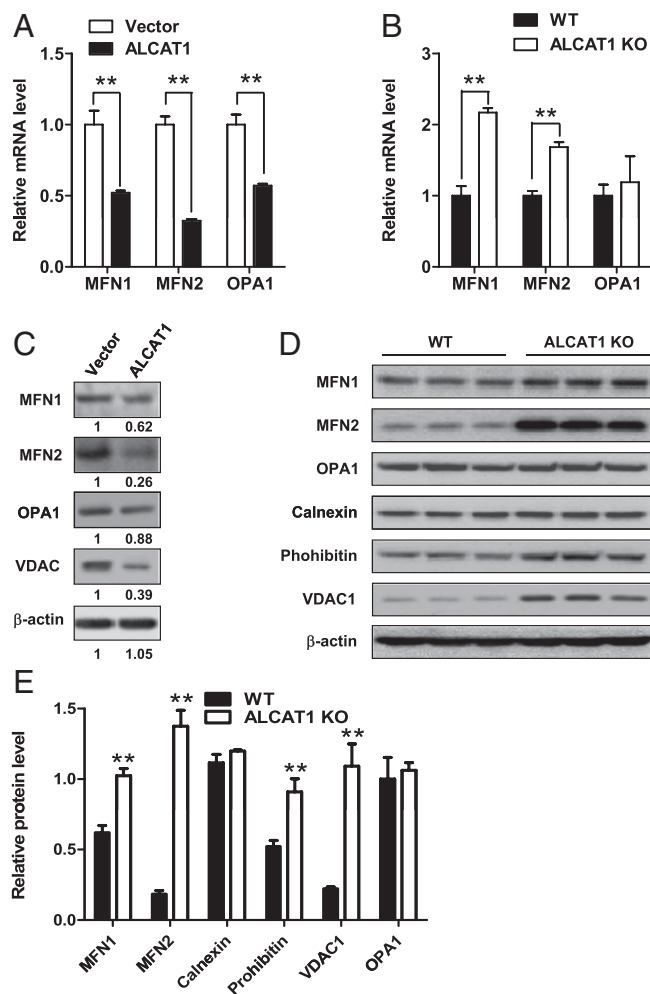 A
Vector
ALCAT1
Relative mRNA level
1.5
1.0
0.5
0.0
**
**
**
MFN1 MFN2 OPA1
B
WT
ALCAT1 KO
Relative mRNA level
3
2
1
0
**
**
MFN1 MFN2 OPA1
C
Vector ALCAT1
MFN1
1 0.62
MFN2
1 0.26
OPA1
1 0.88
VDAC
1 0.39
β-actin
1 1.05
D
WT ALCAT1 KO
MFN1
MFN2
OPA1
Calnexin
Phohibitin
VDAC1
β-actin
E
WT
ALCAT1 KO
Relative protein level
1.5
1.0
0.5
0.0
**
**
**
**
MFN1 MFN2 Calnexin Prohibitin VDAC1 OPA1